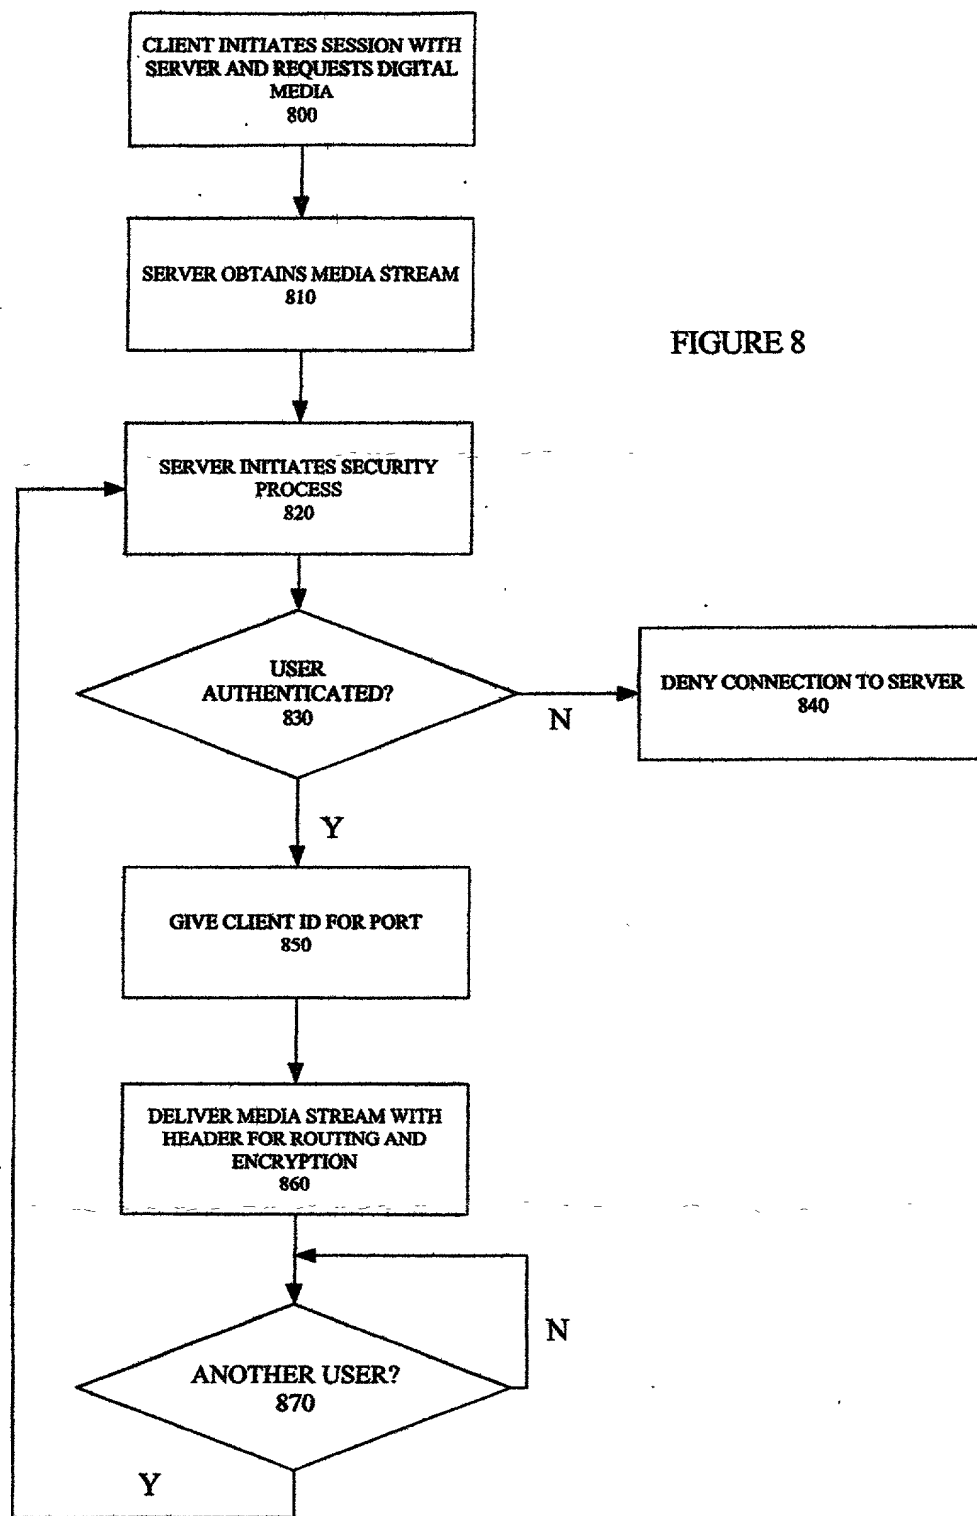 CLIENT INITIATES SESSION WITH
SERVER AND REQUESTS DIGITAL
MEDIA
800
SERVER OBTAINS MEDIA STREAM
810
FIGURE 8
SERVER INITIATES SECURITY
PROCESS
820
USER
AUTHENTICATED?
830
N
DENY CONNECTION TO SERVER
840
Y
GIVE CLIENT ID FOR PORT
850
DELIVER MEDIA STREAM WITH
HEADER FOR ROUTING AND
ENCRYPTION
860
N
ANOTHER USER?
870
Y